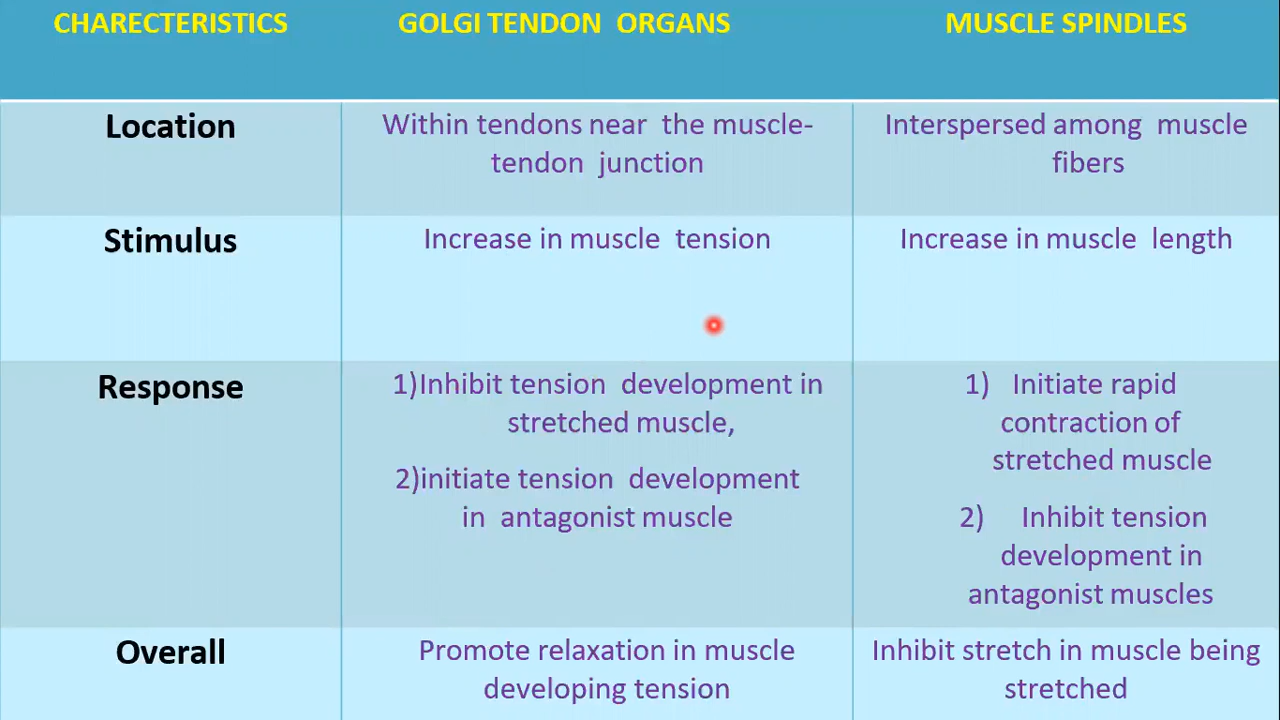 CHARECTERISTICS
GOLGI TENDON ORGANS
MUSCLE SPINDLES
Location
Within tendons near the muscle-
tendon junction
Interspersed among muscle
fibers
Stimulus
Increase in muscle tension
Increase in muscle length
Response
1)Inhibit tension development in
stretched muscle,
2)initiate tension development
in antagonist muscle
1) Initiate rapid
contraction of
stretched muscle
2) Inhibit tension
development in
antagonist muscles
Overall
Promote relaxation in muscle
developing tension
Inhibit stretch in muscle being
stretched